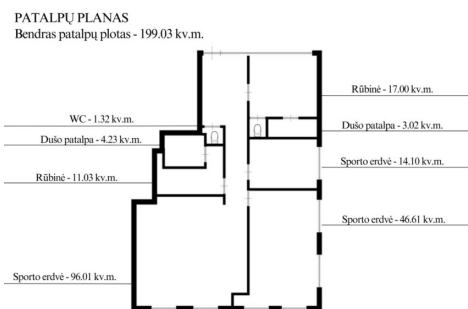 PATALPŲ PLANAS
Bendras patalpų plotas - 199.03 kv.m.
Rūbinė - 17.00 kv.m.
WC - 1.32 kv.m.
Dušo patalpa - 3.02 kv.m.
Dušo patalpa - 4.23 kv.m.
Sporto erdvė - 14.10 kv.m.
Rūbinė - 11.03 kv.m.
Sporto erdvė - 46.61 kv.m.
Sporto erdvė - 96.01 kv.m.